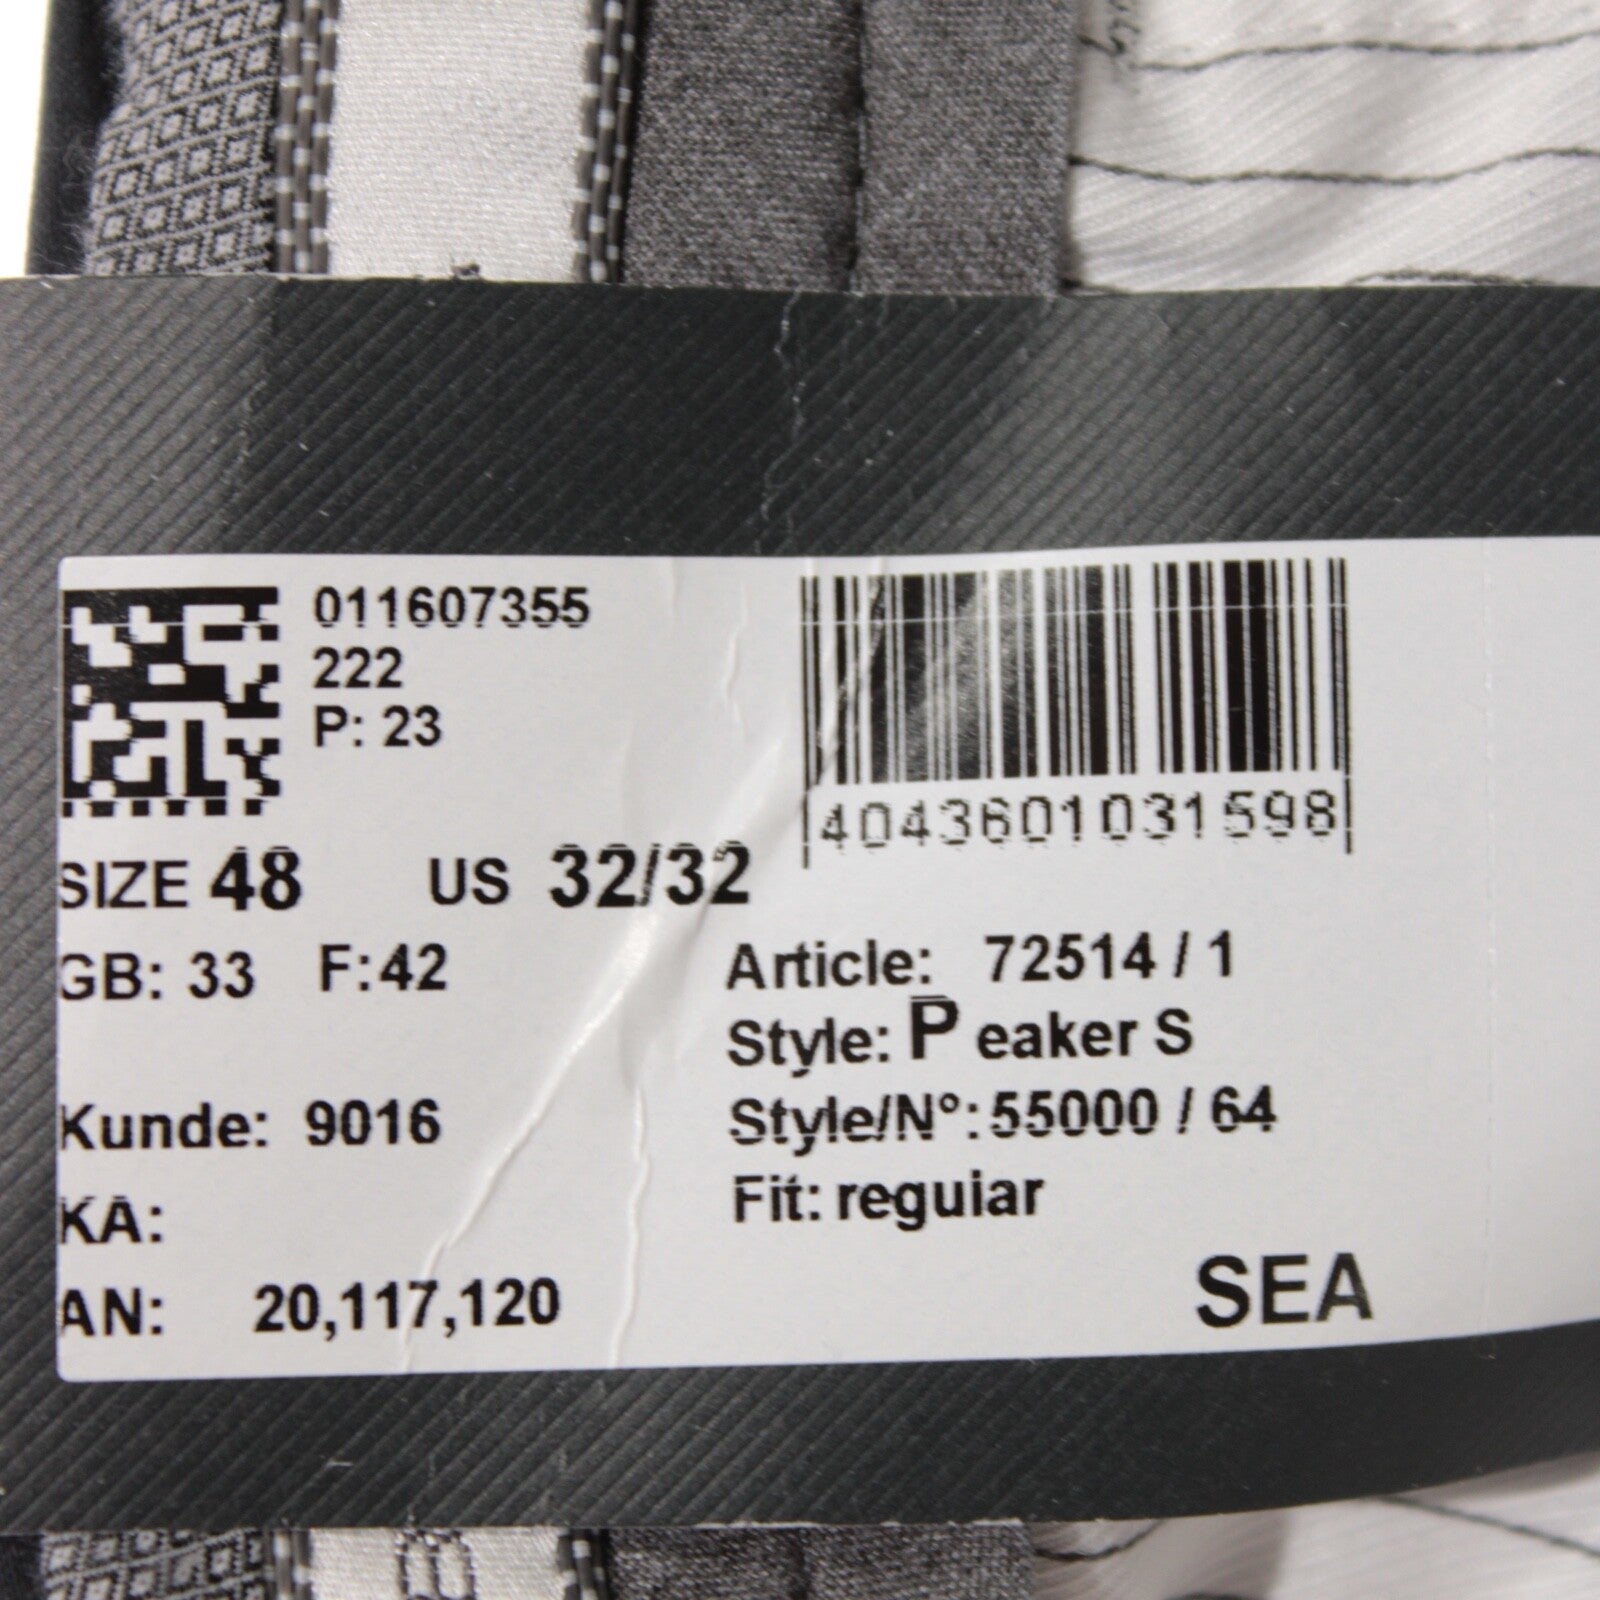 011607355
222
P: 23
4043601031598
SIZE 48 US 32/32
GB: 33 F:42
Article: 72514 / 1
Style: P eaker S
Kunde: 9016
Style/N°: 55000 / 64
KA:
Fit: regular
AN: 20,117,120
SEA